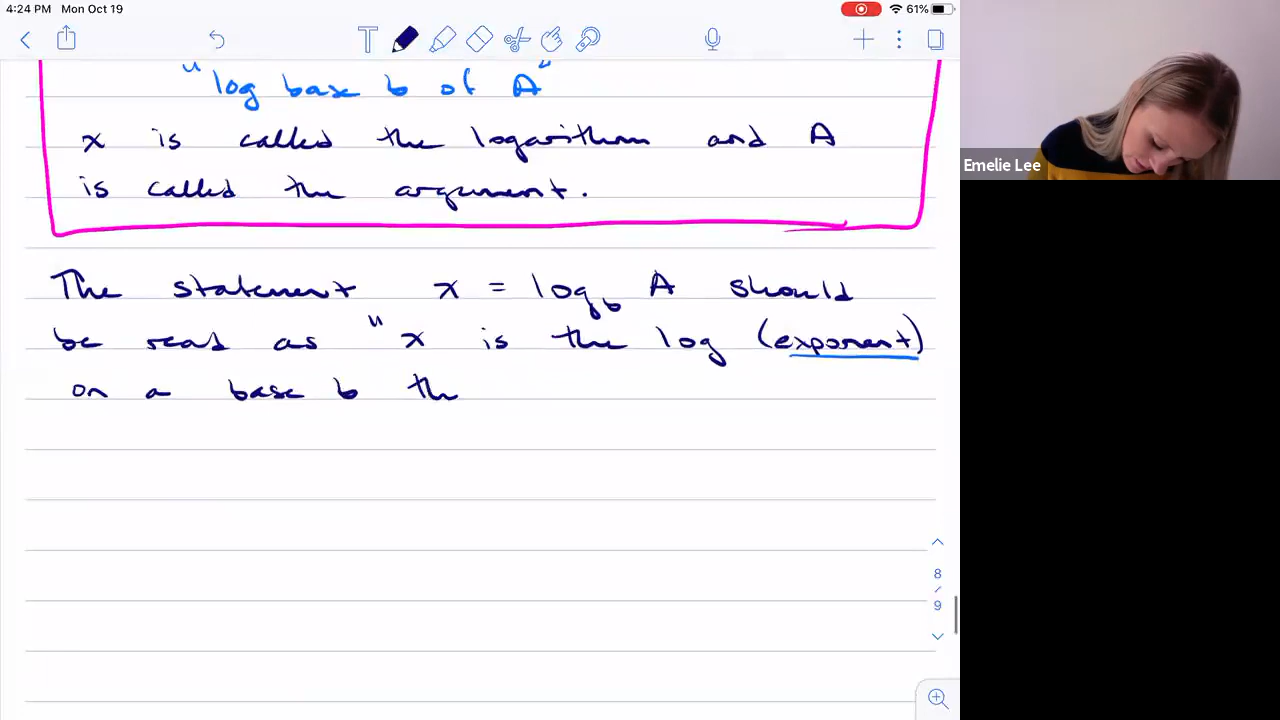 4:24 PM Mon Oct 19
61%
"log base b of A"
x is called the logarithm and A
is called the argument.
Emelie Lee
The statement x = log_b A should
be read as "x is the log (exponent)
on a base b th
8
/
9